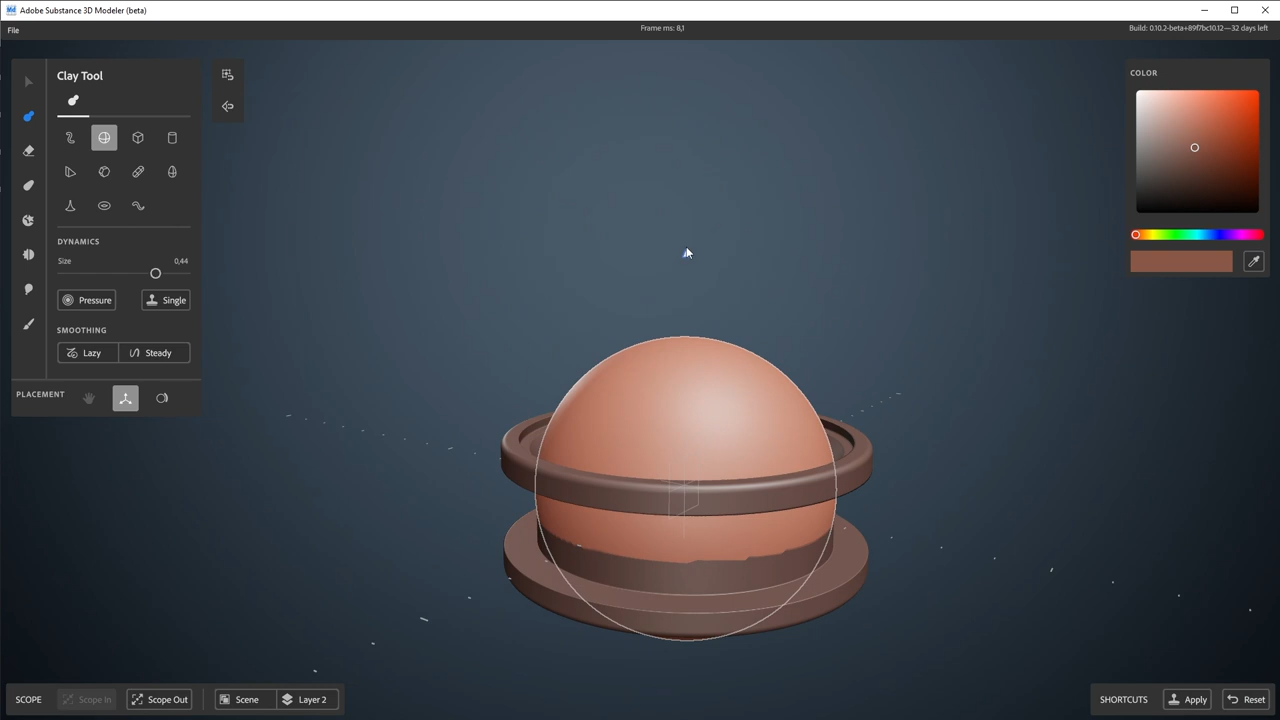 Adobe Substance 3D Modeler (beta)
File
Frame ms: 8,1
Build: 0.10.2-beta+89f7bc10.12—32 days left
Clay Tool
DYNAMICS
Size 0,44
Pressure Single
SMOOTHING
Lazy Steady
PLACEMENT
COLOR
SCOPE Scope In Scope Out Scene Layer 2
SHORTCUTS Apply Reset